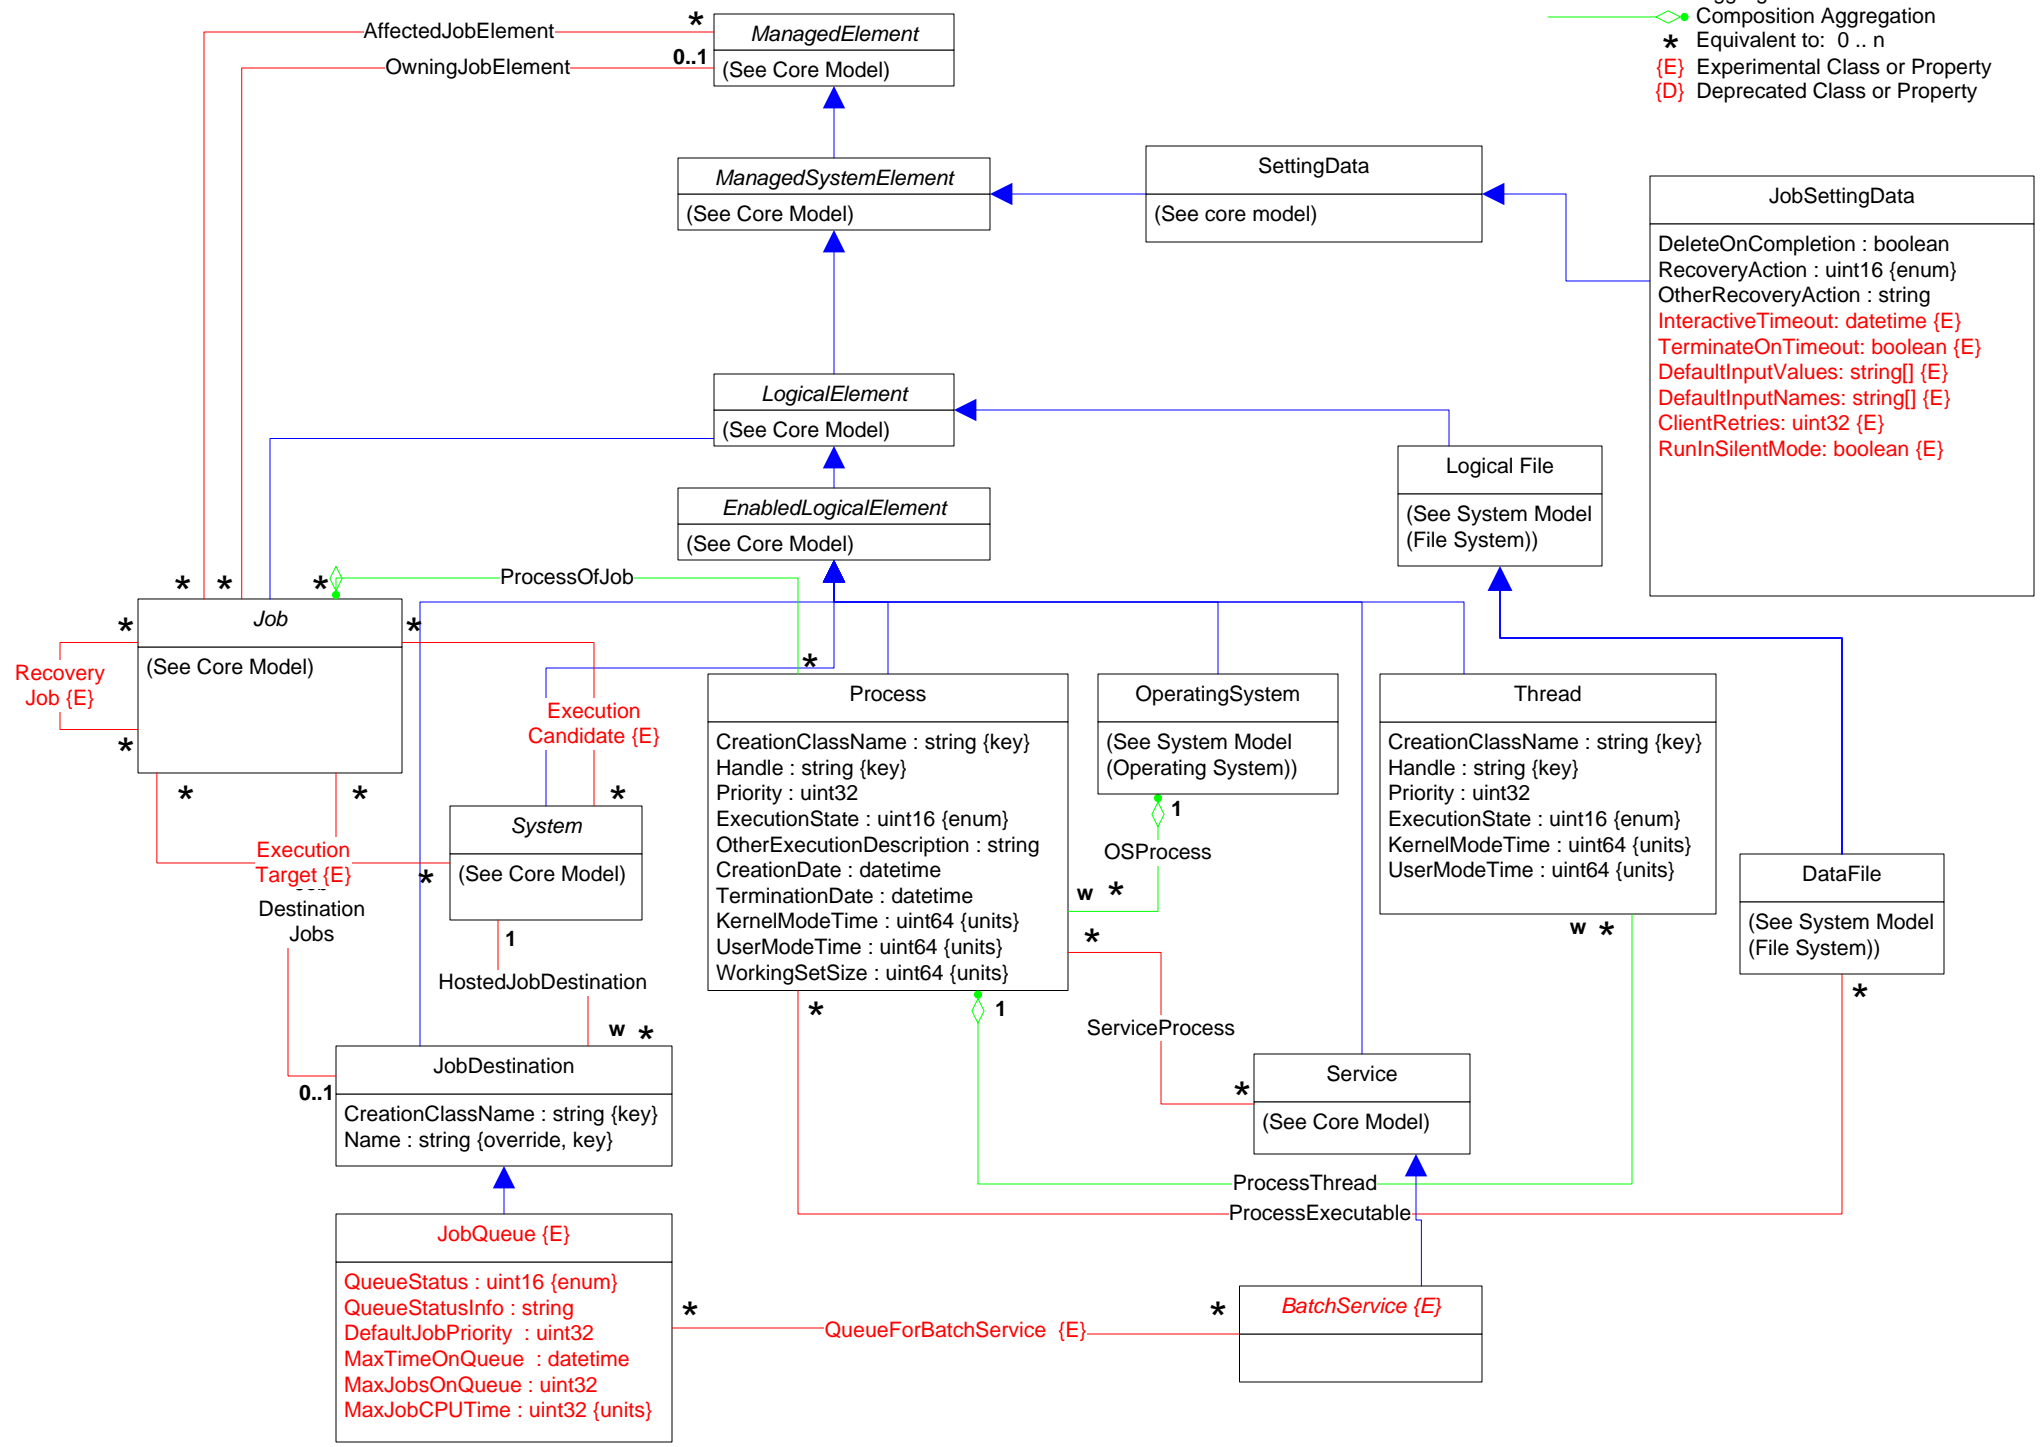 Composition Aggregation
* Equivalent to: 0 .. n
{E} Experimental Class or Property
{D} Deprecated Class or Property
AffectedJobElement
*
OwningJobElement
0..1
ManagedElement
(See Core Model)
ManagedSystemElement
(See Core Model)
SettingData
(See core model)
JobSettingData
DeleteOnCompletion : boolean
RecoveryAction : uint16 {enum}
OtherRecoveryAction : string
InteractiveTimeout: datetime {E}
TerminateOnTimeout: boolean {E}
DefaultInputValues: string[] {E}
DefaultInputNames: string[] {E}
ClientRetries: uint32 {E}
RunInSilentMode: boolean {E}
LogicalElement
(See Core Model)
EnabledLogicalElement
(See Core Model)
Logical File
(See System Model
(File System))
ProcessOfJob
* * *
*
Job
*
(See Core Model)
Recovery
Job {E}
*
* *
Execution
Candidate {E}
*
*
System
(See Core Model)
Execution
Target {E}
*
Destination
Jobs
1
HostedJobDestination
w *
0..1
JobDestination
CreationClassName : string {key}
Name : string {override, key}
Process
CreationClassName : string {key}
Handle : string {key}
Priority : uint32
ExecutionState : uint16 {enum}
OtherExecutionDescription : string
CreationDate : datetime
TerminationDate : datetime
KernelModeTime : uint64 {units}
UserModeTime : uint64 {units}
WorkingSetSize : uint64 {units}
OperatingSystem
(See System Model
(Operating System))
1
OSProcess
w *
Thread
CreationClassName : string {key}
Handle : string {key}
Priority : uint32
ExecutionState : uint16 {enum}
KernelModeTime : uint64 {units}
UserModeTime : uint64 {units}
w *
DataFile
(See System Model
(File System))
*
*
*
1
ServiceProcess
*
Service
(See Core Model)
ProcessThread
ProcessExecutable
JobQueue {E}
QueueStatus : uint16 {enum}
QueueStatusInfo : string
DefaultJobPriority : uint32
MaxTimeOnQueue : datetime
MaxJobsOnQueue : uint32
MaxJobCPUTime : uint32 {units}
*
QueueForBatchService {E}
*
BatchService {E}